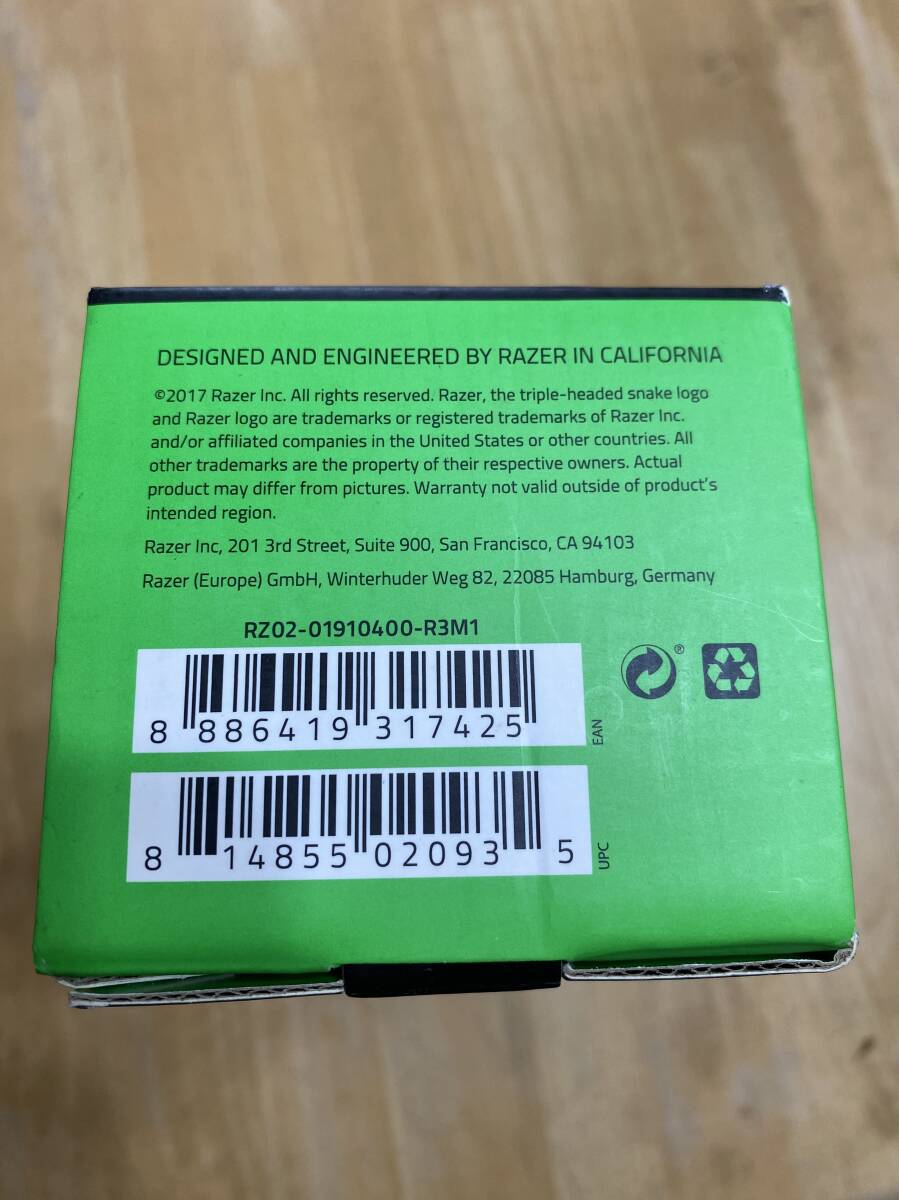 DESIGNED AND ENGINEERED BY RAZER IN CALIFORNIA
©2017 Razer Inc. All rights reserved. Razer, the triple-headed snake logo
and Razer logo are trademarks or registered trademarks of Razer Inc.
and/or affiliated companies in the United States or other countries. All
other trademarks are the property of their respective owners. Actual
product may differ from pictures. Warranty not valid outside of product's
intended region.
Razer Inc, 201 3rd Street, Suite 900, San Francisco, CA 94103
Razer (Europe) GmbH, Winterhuder Weg 82, 22085 Hamburg, Germany
RZ02-01910400-R3M1
®
8 886419 317425
EAN
8 14855 02093 5
UPC